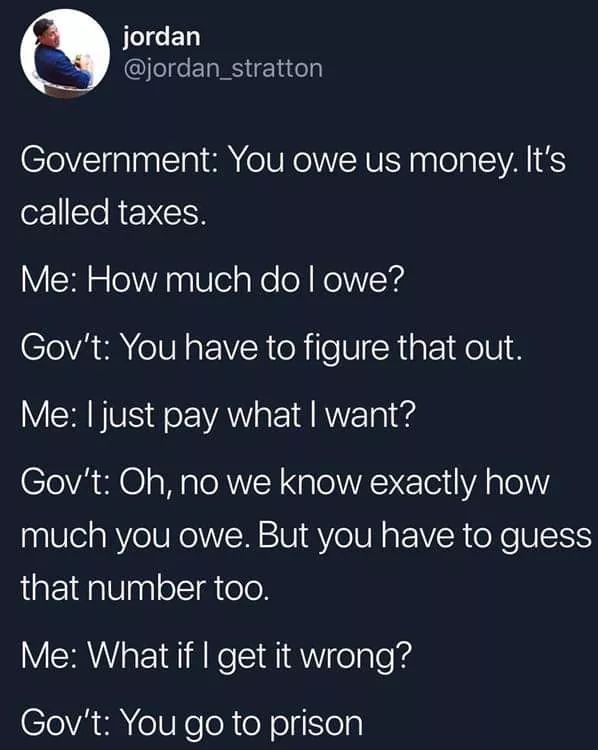 jordan
@jordan_stratton
Government: You owe us money. It's
called taxes.
Me: How much do I owe?
Gov't: You have to figure that out.
Me: I just pay what I want?
Gov't: Oh, no we know exactly how
much you owe. But you have to guess
that number too.
Me: What if I get it wrong?
Gov't: You go to prison